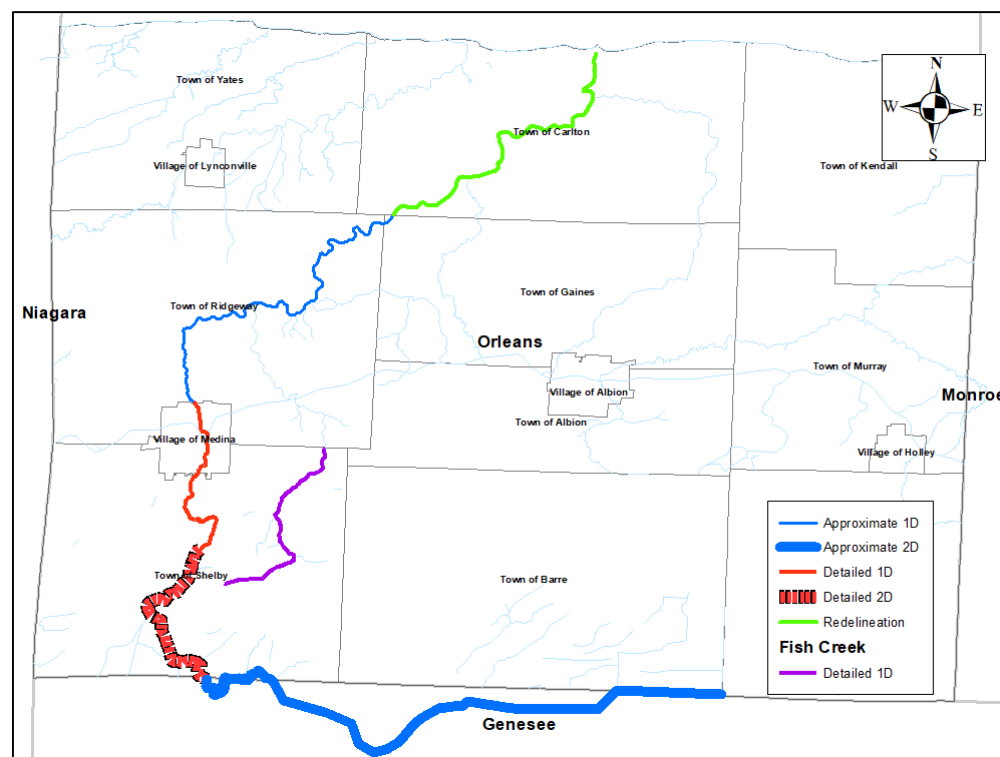 Town of Yates
N
W E
S
Town of Carlton
Village of Lynconville
Town of Kendall
Town of Gaines
Town of Ridgeway
Niagara
Orleans
Town of Murray
Village of Albion
Monroe
Town of Albion
Village of Medina
Village of Holley
Town of Shelby
Town of Barre
Genesee
Approximate 1D
Approximate 2D
Detailed 1D
Detailed 2D
Redelineation
Fish Creek
Detailed 1D